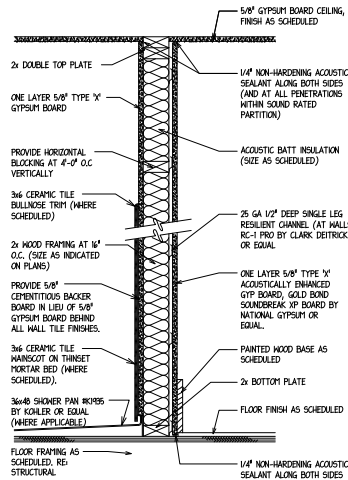 5/8" GYPSUM BOARD CEILING,
FINISH AS SCHEDULED
2x DOUBLE TOP PLATE
1/4" NON-HARDENING ACOUSTIC
SEALANT ALONG BOTH SIDES
(AND AT ALL PENETRATIONS
WITHIN SOUND RATED
PARTITION)
ONE LAYER 5/8" TYPE 'X'
GYPSUM BOARD
PROVIDE HORIZONTAL
BLOCKING AT 4'-0" O.C
VERTICALLY
ACOUSTIC BATT INSULATION
(SIZE AS SCHEDULED)
3x6 CERAMIC TILE
BULLNOSE TRIM (WHERE
SCHEDULED)
25 GA 1/2" DEEP SINGLE LEG
RESILIENT CHANNEL (AT WALL:
RC-1 PRO BY CLARK DEITRICK
OR EQUAL
2x WOOD FRAMING AT 16"
O.C. (SIZE AS INDICATED
ON PLANS)
ONE LAYER 5/8" TYPE 'X'
ACOUSTICALLY ENHANCED
GYP BOARD, GOLD BOND
SOUNDBREAK XP BOARD BY
NATIONAL GYPSUM OR
EQUAL.
PROVIDE 5/8"
CEMENTITIOUS BACKER
BOARD IN LIEU OF 5/8"
GYPSUM BOARD BEHIND
ALL WALL TILE FINISHES.
3x6 CERAMIC TILE
WAINSCOT ON THINSET
MORTAR BED (WHERE
SCHEDULED).
PAINTED WOOD BASE AS
SCHEDULED
2x BOTTOM PLATE
36x48 SHOWER PAN #K1935
BY KOHLER OR EQUAL
(WHERE APPLICABLE)
FLOOR FINISH AS SCHEDULED
FLOOR FRAMING AS
SCHEDULED, RE:
STRUCTURAL
1/4" NON-HARDENING ACOUSTIC
SEALANT ALONG BOTH SIDES